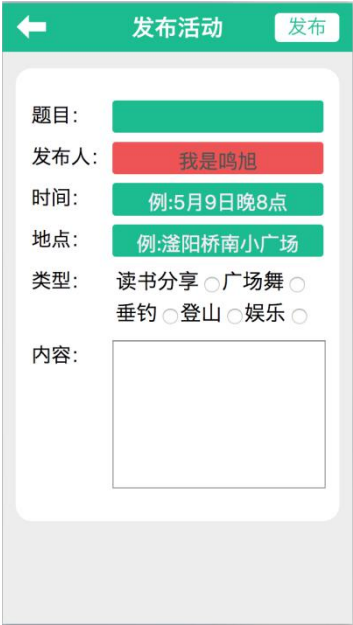 发布活动 发布
题目:
发布人: 我是鸣旭
时间: 例:5月9日晚8点
地点: 例:滏阳桥南小广场
类型: 读书分享 广场舞
垂钓 登山 娱乐
内容: